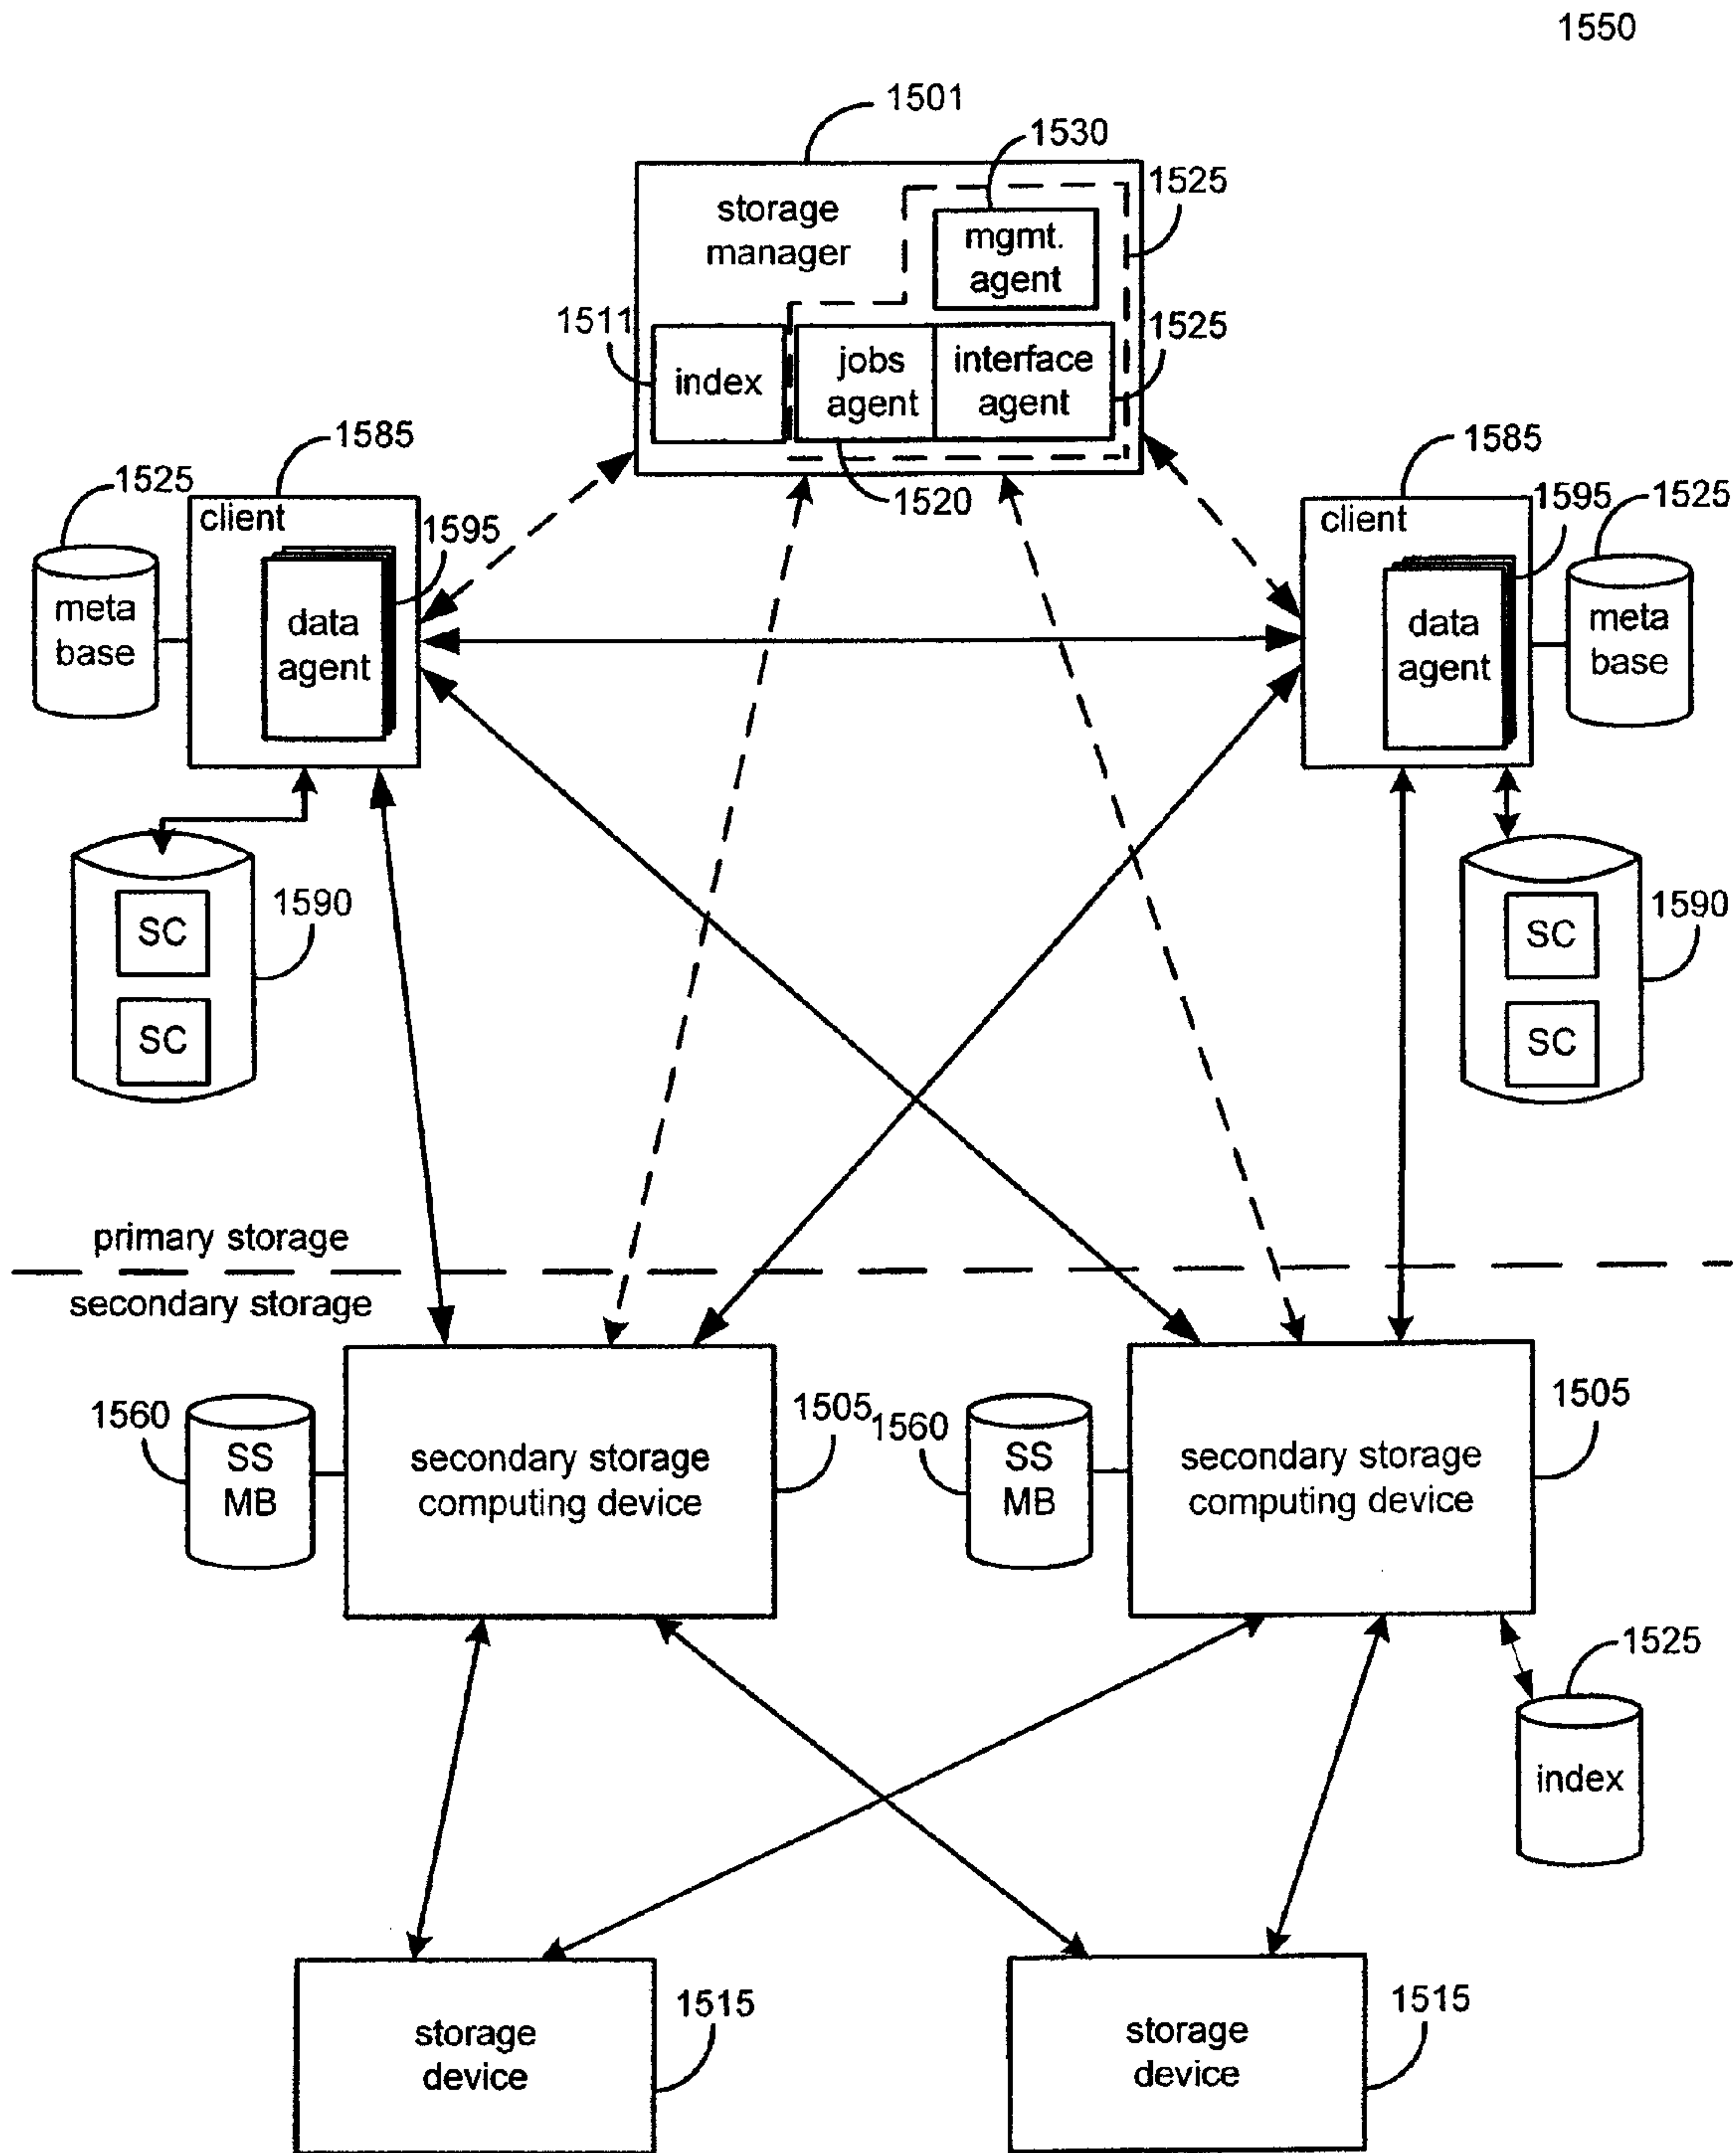 1550
1501
1530
1525
storage
manager
mgmt.
agent
1511
index
jobs
agent
interface
agent
1525
1520
1585
1525
client
1595
meta
base
data
agent
1585
client
1595
1525
data
agent
meta
base
SC
SC
1590
SC
SC
1590
primary storage
secondary storage
1560
SS
MB
secondary storage
computing device
1505
1560
SS
MB
secondary storage
computing device
1505
1525
index
storage
device
1515
storage
device
1515